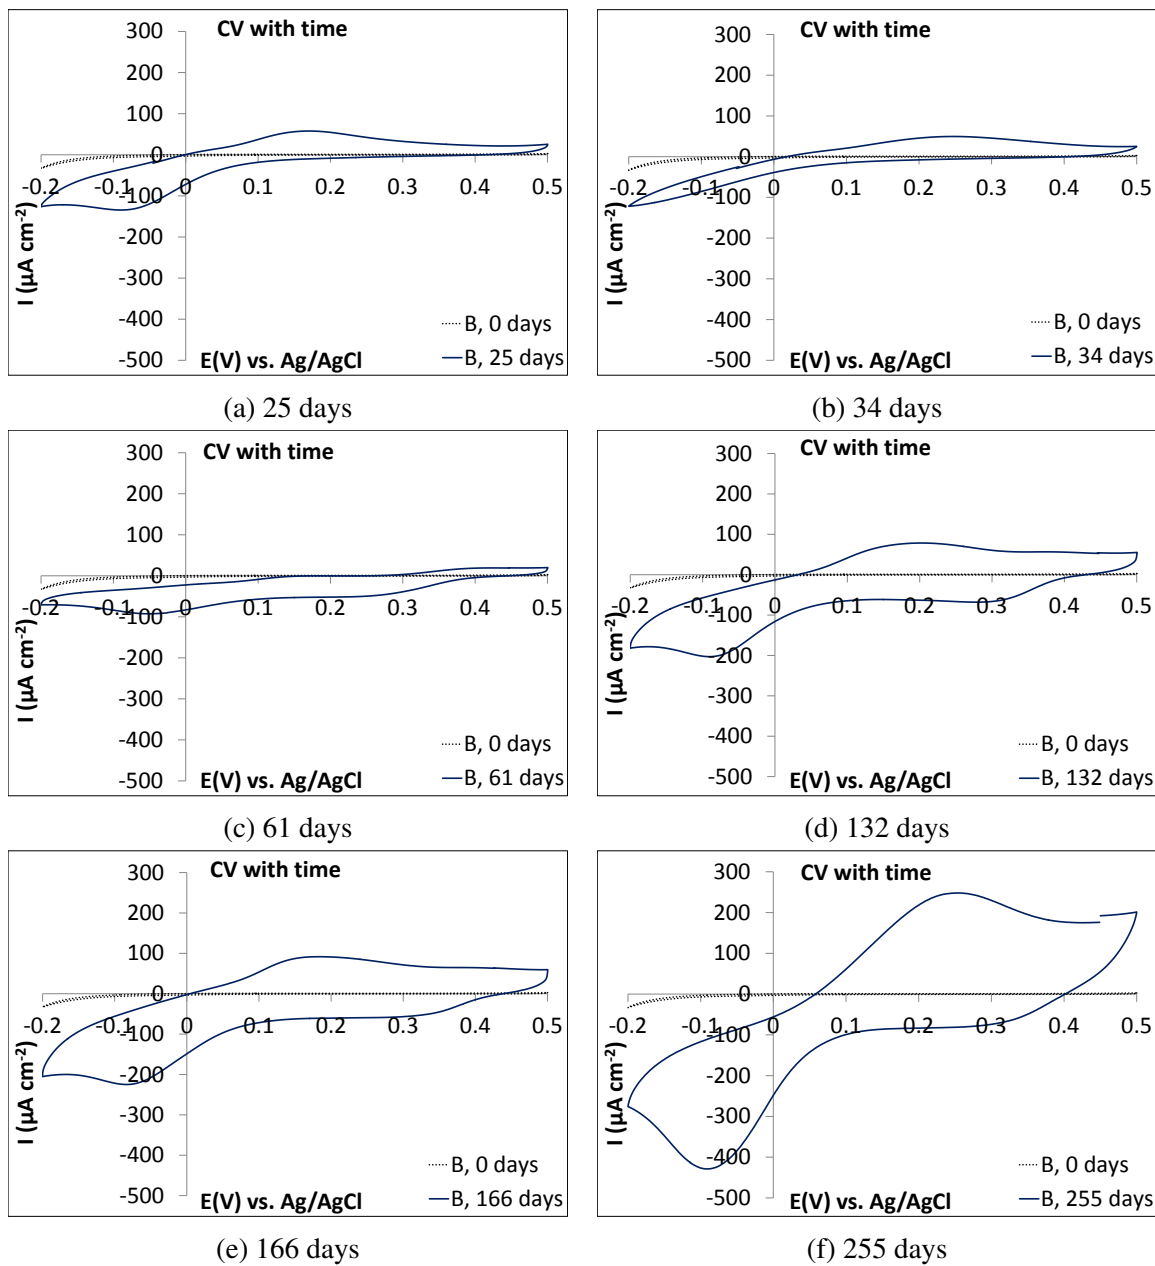 CV with time
300
200
100
0
-0.2 -0.1 0 0.1 0.2 0.3 0.4 0.5
-100
-200
-300
-400
-500
I (µA cm-2)
E(V) vs. Ag/AgCl
B, 0 days
B, 25 days
(a) 25 days
CV with time
300
200
100
0
-0.2 -0.1 0 0.1 0.2 0.3 0.4 0.5
-100
-200
-300
-400
-500
I (µA cm-2)
E(V) vs. Ag/AgCl
B, 0 days
B, 34 days
(b) 34 days
CV with time
300
200
100
0
-0.2 -0.1 0 0.1 0.2 0.3 0.4 0.5
-100
-200
-300
-400
-500
I (µA cm-2)
E(V) vs. Ag/AgCl
B, 0 days
B, 61 days
(c) 61 days
CV with time
300
200
100
0
-0.2 -0.1 0 0.1 0.2 0.3 0.4 0.5
-100
-200
-300
-400
-500
I (µA cm-2)
E(V) vs. Ag/AgCl
B, 0 days
B, 132 days
(d) 132 days
CV with time
300
200
100
0
-0.2 -0.1 0 0.1 0.2 0.3 0.4 0.5
-100
-200
-300
-400
-500
I (µA cm-2)
E(V) vs. Ag/AgCl
B, 0 days
B, 166 days
(e) 166 days
CV with time
300
200
100
0
-0.2 -0.1 0 0.1 0.2 0.3 0.4 0.5
-100
-200
-300
-400
-500
I (µA cm-2)
E(V) vs. Ag/AgCl
B, 0 days
B, 255 days
(f) 255 days